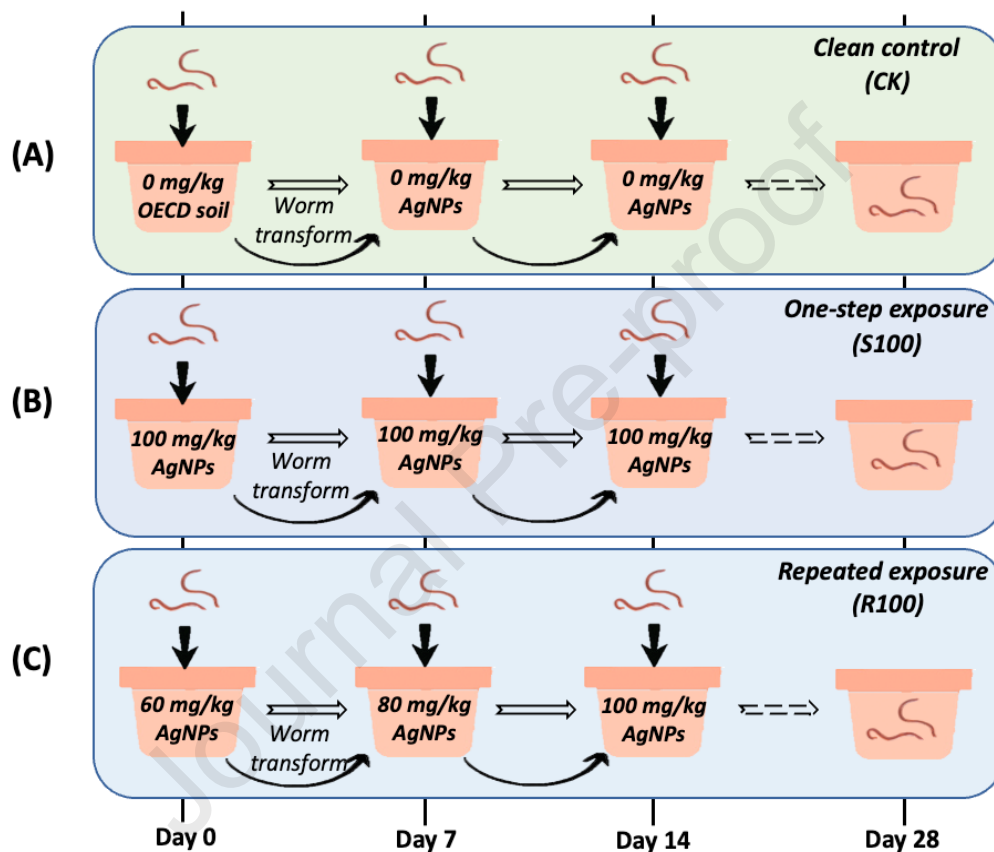 Clean control
(CK)
(A)
0 mg/kg
OECD soil
Worm
transform
0 mg/kg
AgNPs
0 mg/kg
AgNPs
One-step exposure
(S100)
(B)
100 mg/kg
AgNPs
Worm
transform
100 mg/kg
AgNPs
100 mg/kg
AgNPs
Repeated exposure
(R100)
(C)
60 mg/kg
AgNPs
Worm
transform
80 mg/kg
AgNPs
100 mg/kg
AgNPs
Day 0
Day 7
Day 14
Day 28
Journal Pre-proof